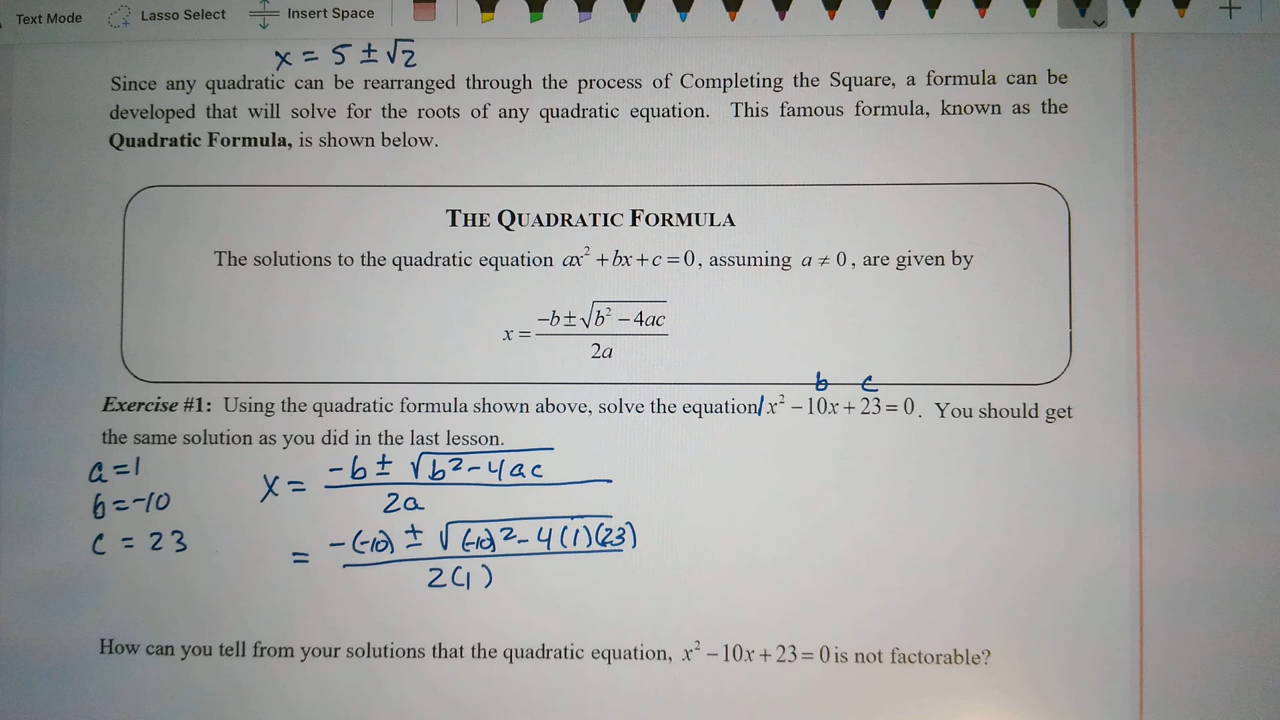 Text Mode Lasso Select Insert Space
x = 5 ± √2
Since any quadratic can be rearranged through the process of Completing the Square, a formula can be
developed that will solve for the roots of any quadratic equation. This famous formula, known as the
Quadratic Formula, is shown below.
THE QUADRATIC FORMULA
The solutions to the quadratic equation ax² + bx + c = 0, assuming a ≠ 0, are given by
x = (-b ± √(b² - 4ac)) / 2a
b c
Exercise #1: Using the quadratic formula shown above, solve the equation 1x² - 10x + 23 = 0. You should get
the same solution as you did in the last lesson.
a = 1
b = -10
c = 23
x = (-b ± √(b² - 4ac)) / 2a
= (-(-10) ± √((-10)² - 4(1)(23))) / 2(1)
How can you tell from your solutions that the quadratic equation, x² - 10x + 23 = 0 is not factorable?